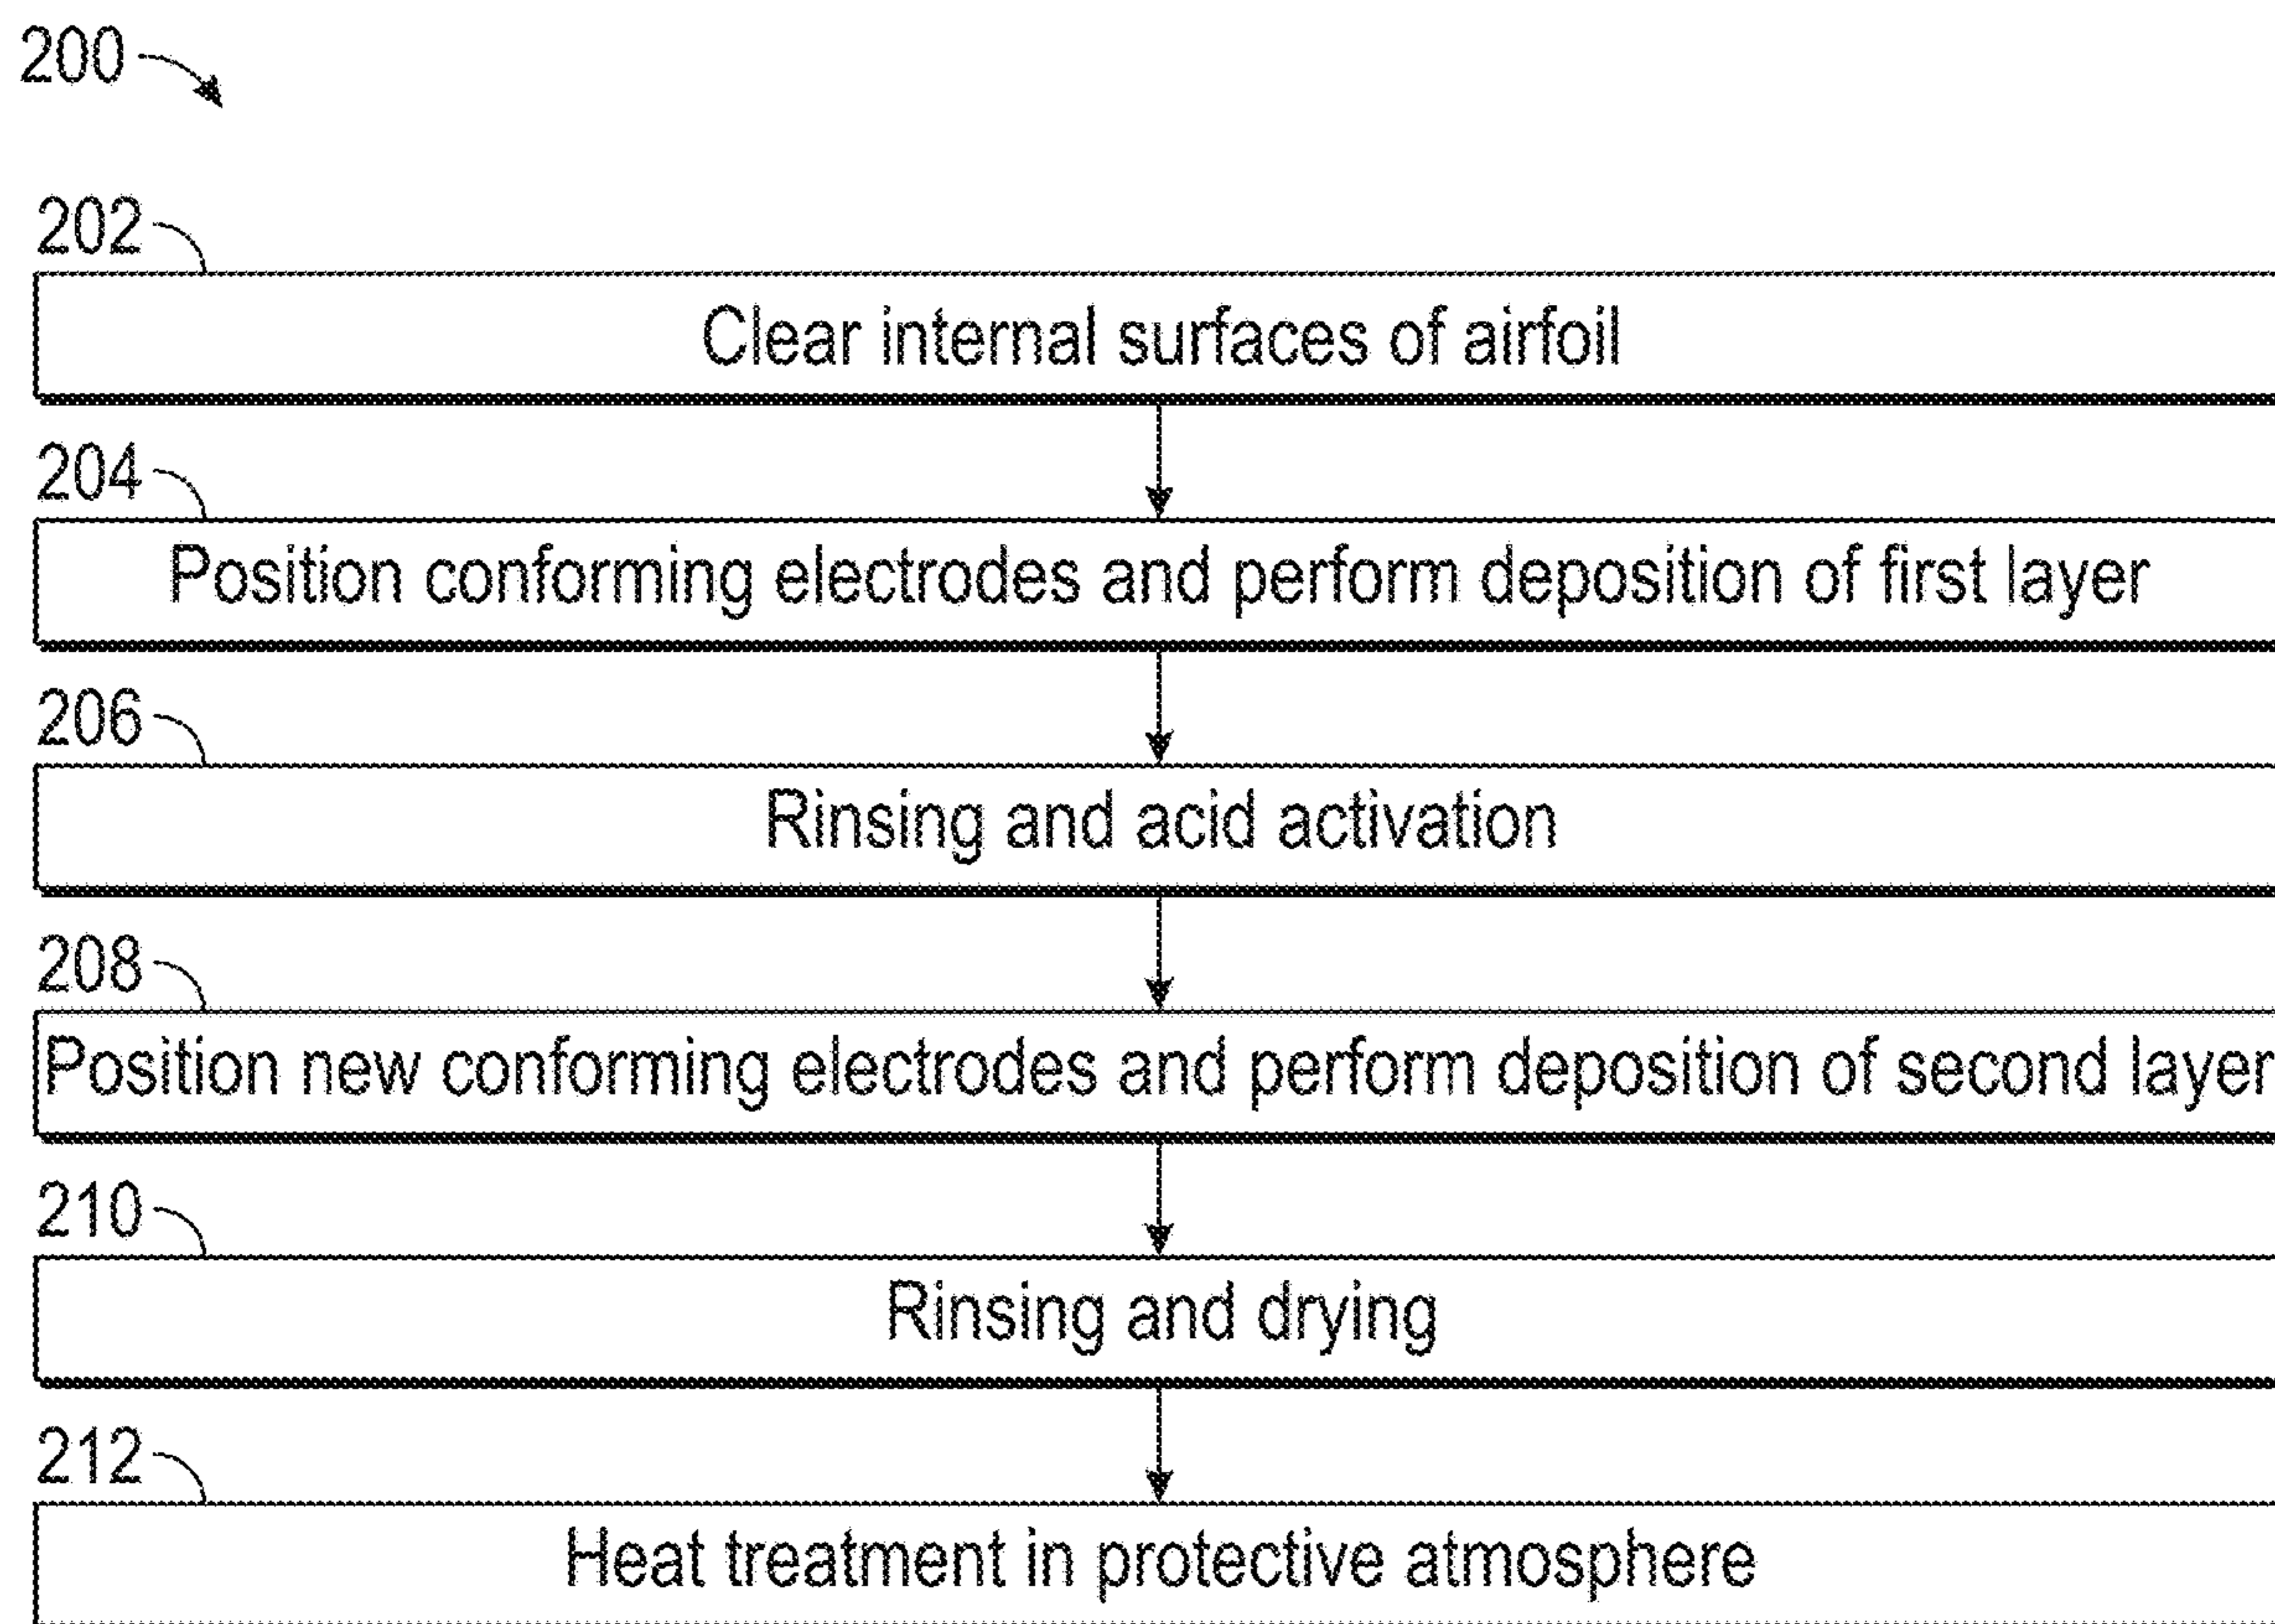 200
202
Clear internal surfaces of airfoil
204
Position conforming electrodes and perform deposition of first layer
206
Rinsing and acid activation
208
Position new conforming electrodes and perform deposition of second layer
210
Rinsing and drying
212
Heat treatment in protective atmosphere